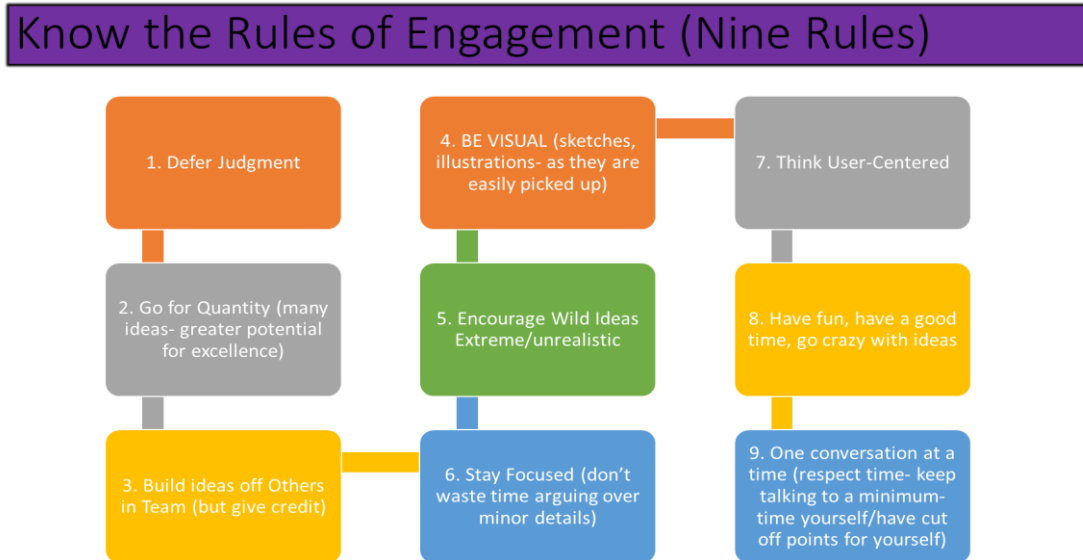 Know the Rules of Engagement (Nine Rules)
1. Defer Judgment
2. Go for Quantity (many
ideas- greater potential
for excellence)
3. Build ideas off Others
in Team (but give credit)
4. BE VISUAL (sketches,
illustrations- as they are
easily picked up)
5. Encourage Wild Ideas
Extreme/unrealistic
6. Stay Focused (don’t
waste time arguing over
minor details)
7. Think User-Centered
8. Have fun, have a good
time, go crazy with ideas
9. One conversation at a
time (respect time- keep
talking to a minimum-
time yourself/have cut
off points for yourself)